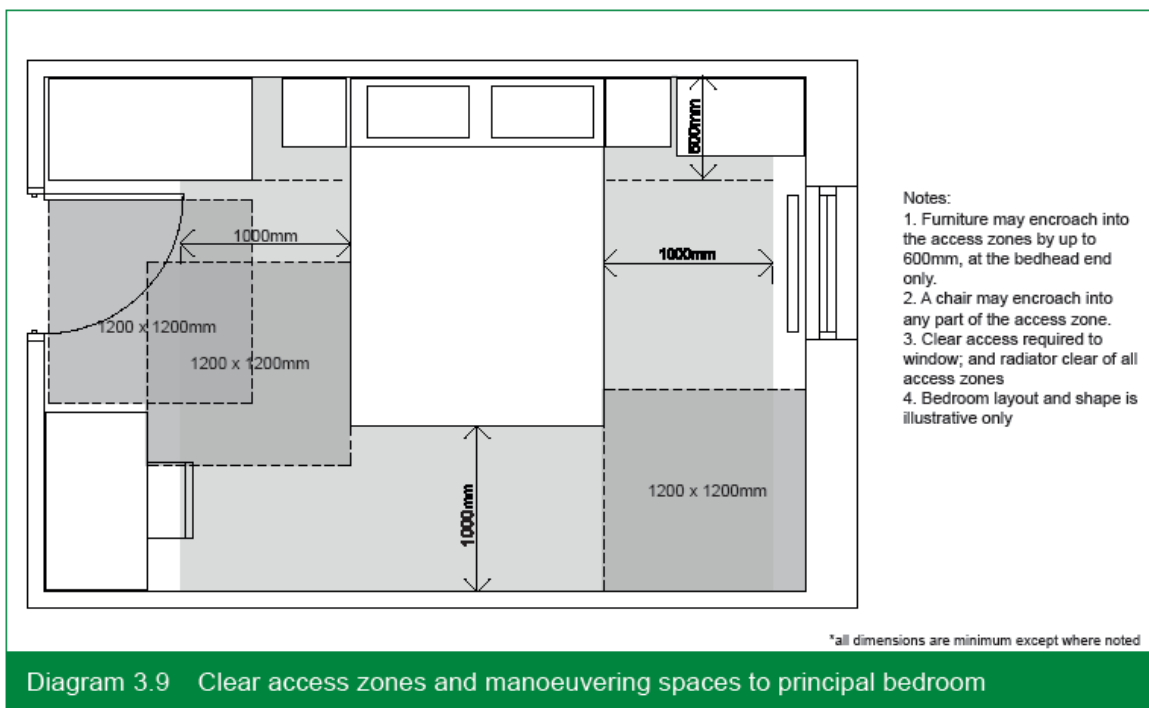 600mm
1000mm
1000mm
1200 x 1200mm
1200 x 1200mm
1000mm
1200 x 1200mm
Notes:
1. Furniture may encroach into
the access zones by up to
600mm, at the bedhead end
only.
2. A chair may encroach into
any part of the access zone.
3. Clear access required to
window; and radiator clear of all
access zones
4. Bedroom layout and shape is
illustrative only
*all dimensions are minimum except where noted
Diagram 3.9 Clear access zones and manoeuvering spaces to principal bedroom